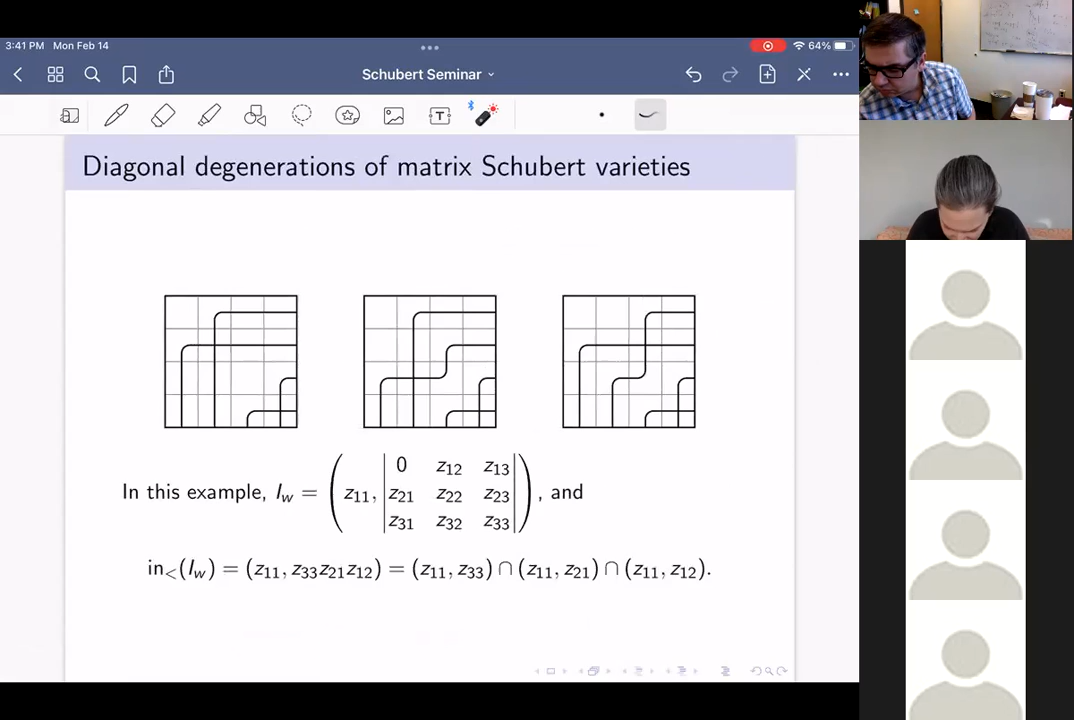 3:41 PM Mon Feb 14
64%
Schubert Seminar
T
Diagonal degenerations of matrix Schubert varieties
0 z₁₂ z₁₃
In this example, I_w = ( z₁₁, | z₂₁ z₂₂ z₂₃ | ) , and
z₃₁ z₃₂ z₃₃
in_<(I_w) = (z₁₁, z₃₃z₂₁z₁₂) = (z₁₁, z₃₃) ∩ (z₁₁, z₂₁) ∩ (z₁₁, z₁₂).